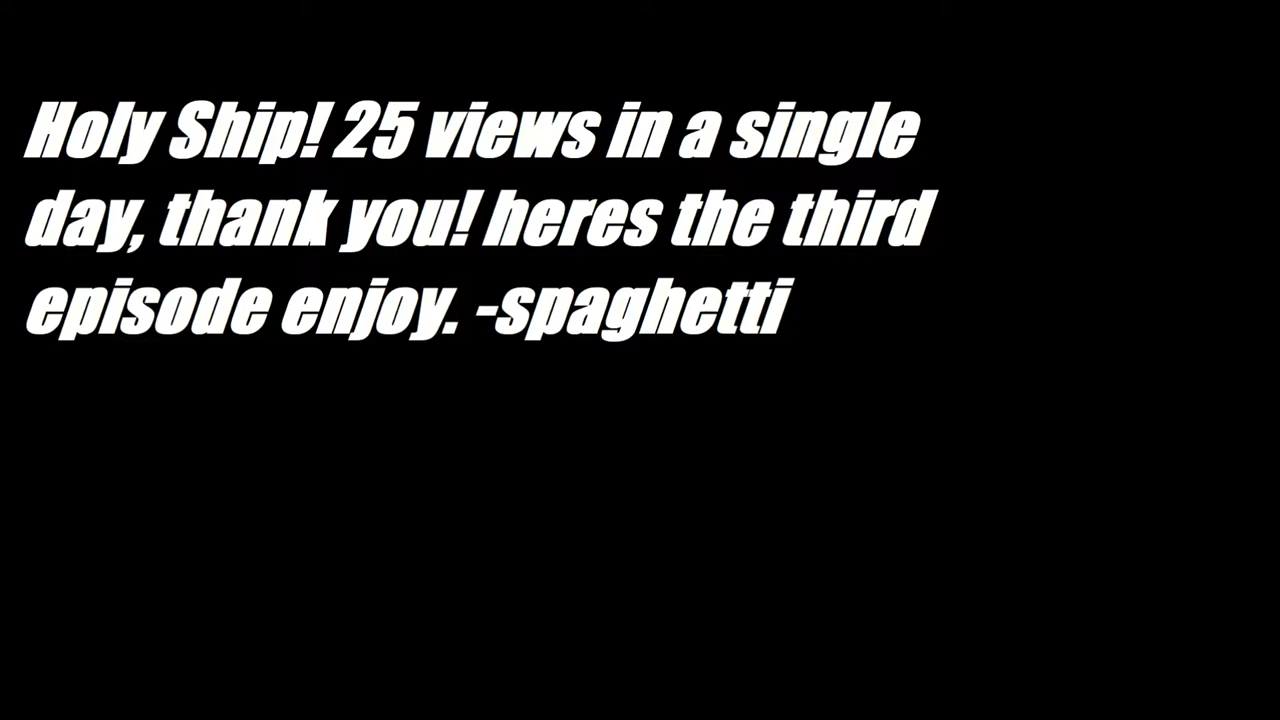 Holy Ship! 25 views in a single
day, thank you! heres the third
episode enjoy. -spaghetti